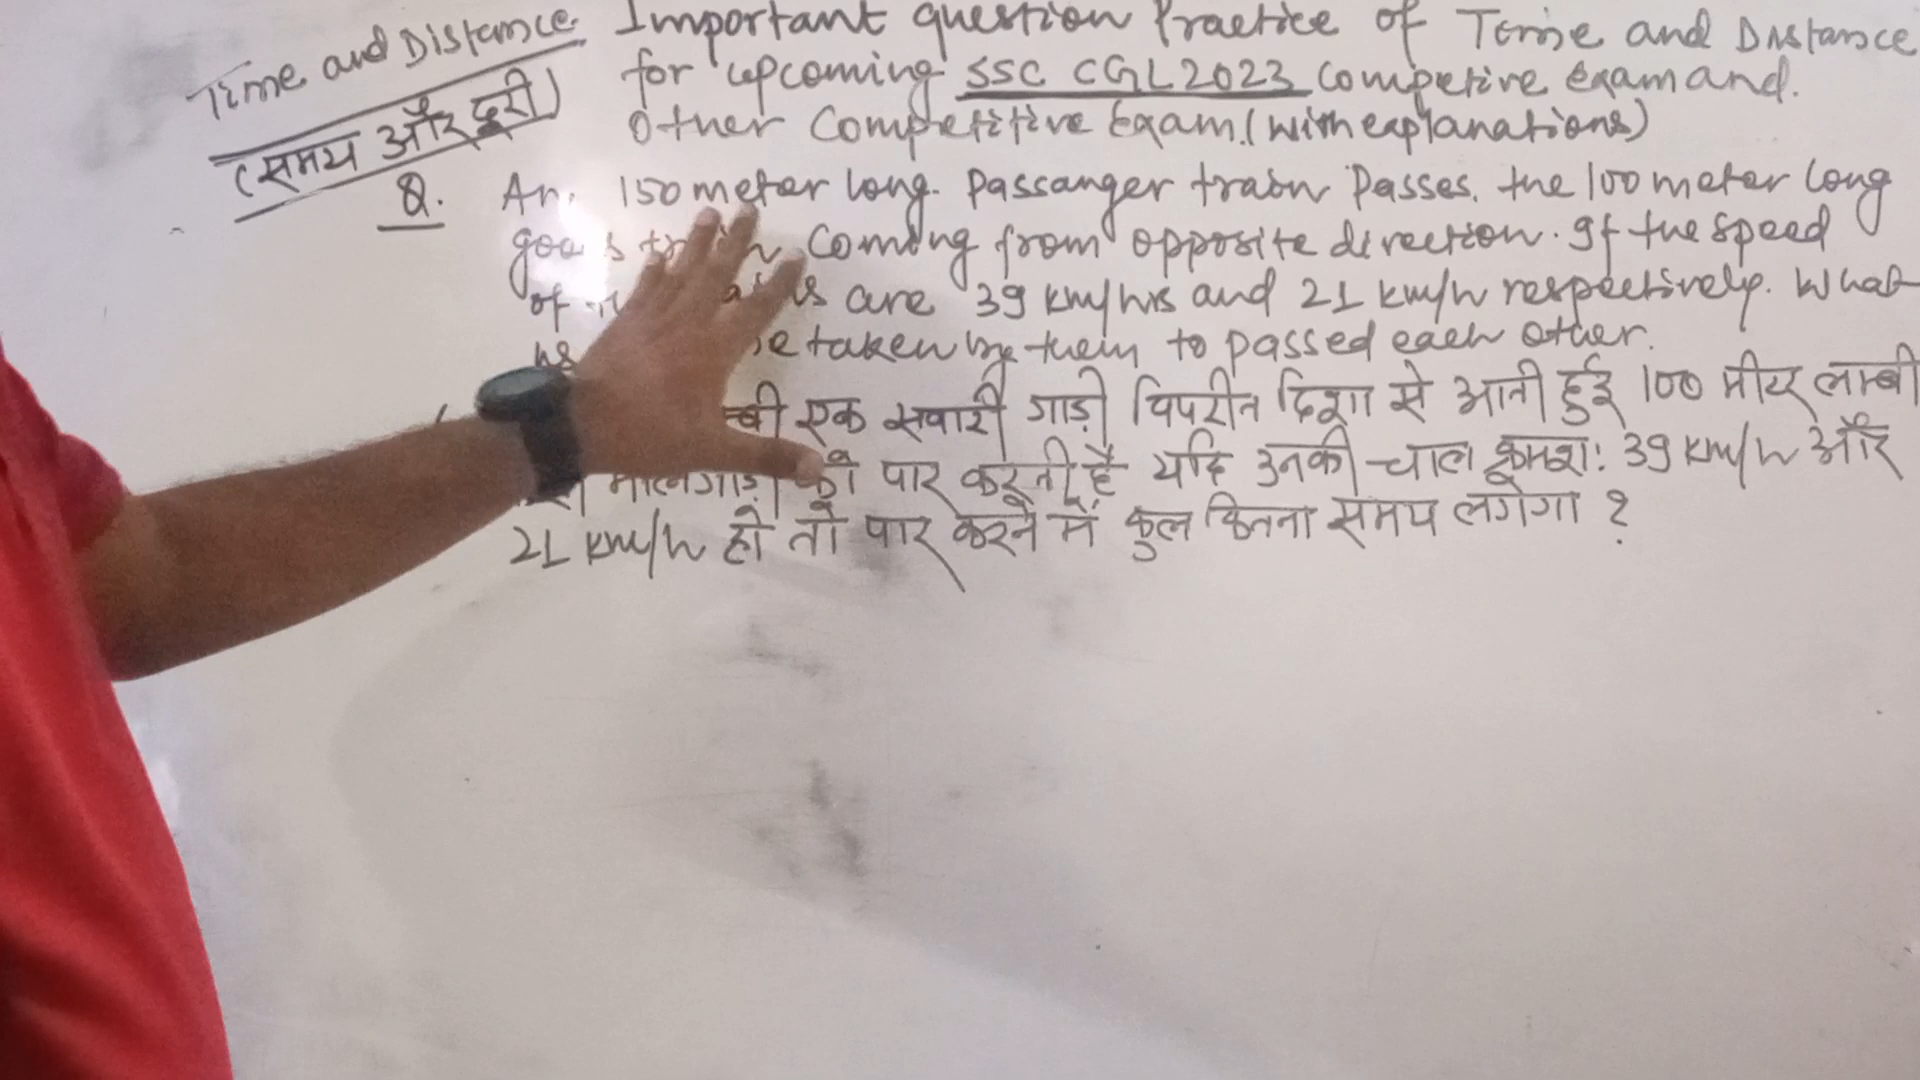 Time and Distance
(समय और दूरी)
Important question Practice of Time and Distance
for upcoming SSC CGL2023 competive exam and.
Other Competitive Exam. (with explanations)
Q. An. 150 meter long. Passanger train Passes. the 100 meter long
coming from opposite direction. If the speed
of are 39 km/hrs and 21 km/h respectively. What
is taken by them to passed each other.
एक सवारी गाड़ी विपरीत दिशा से आती हुई 100 मीटर लाम्बी
मालगाड़ी को पार करती है यदि उनकी चाल क्रमशः 39 km/h और
21 km/h हो तो पार करने में कुल कितना समय लगेगा ?